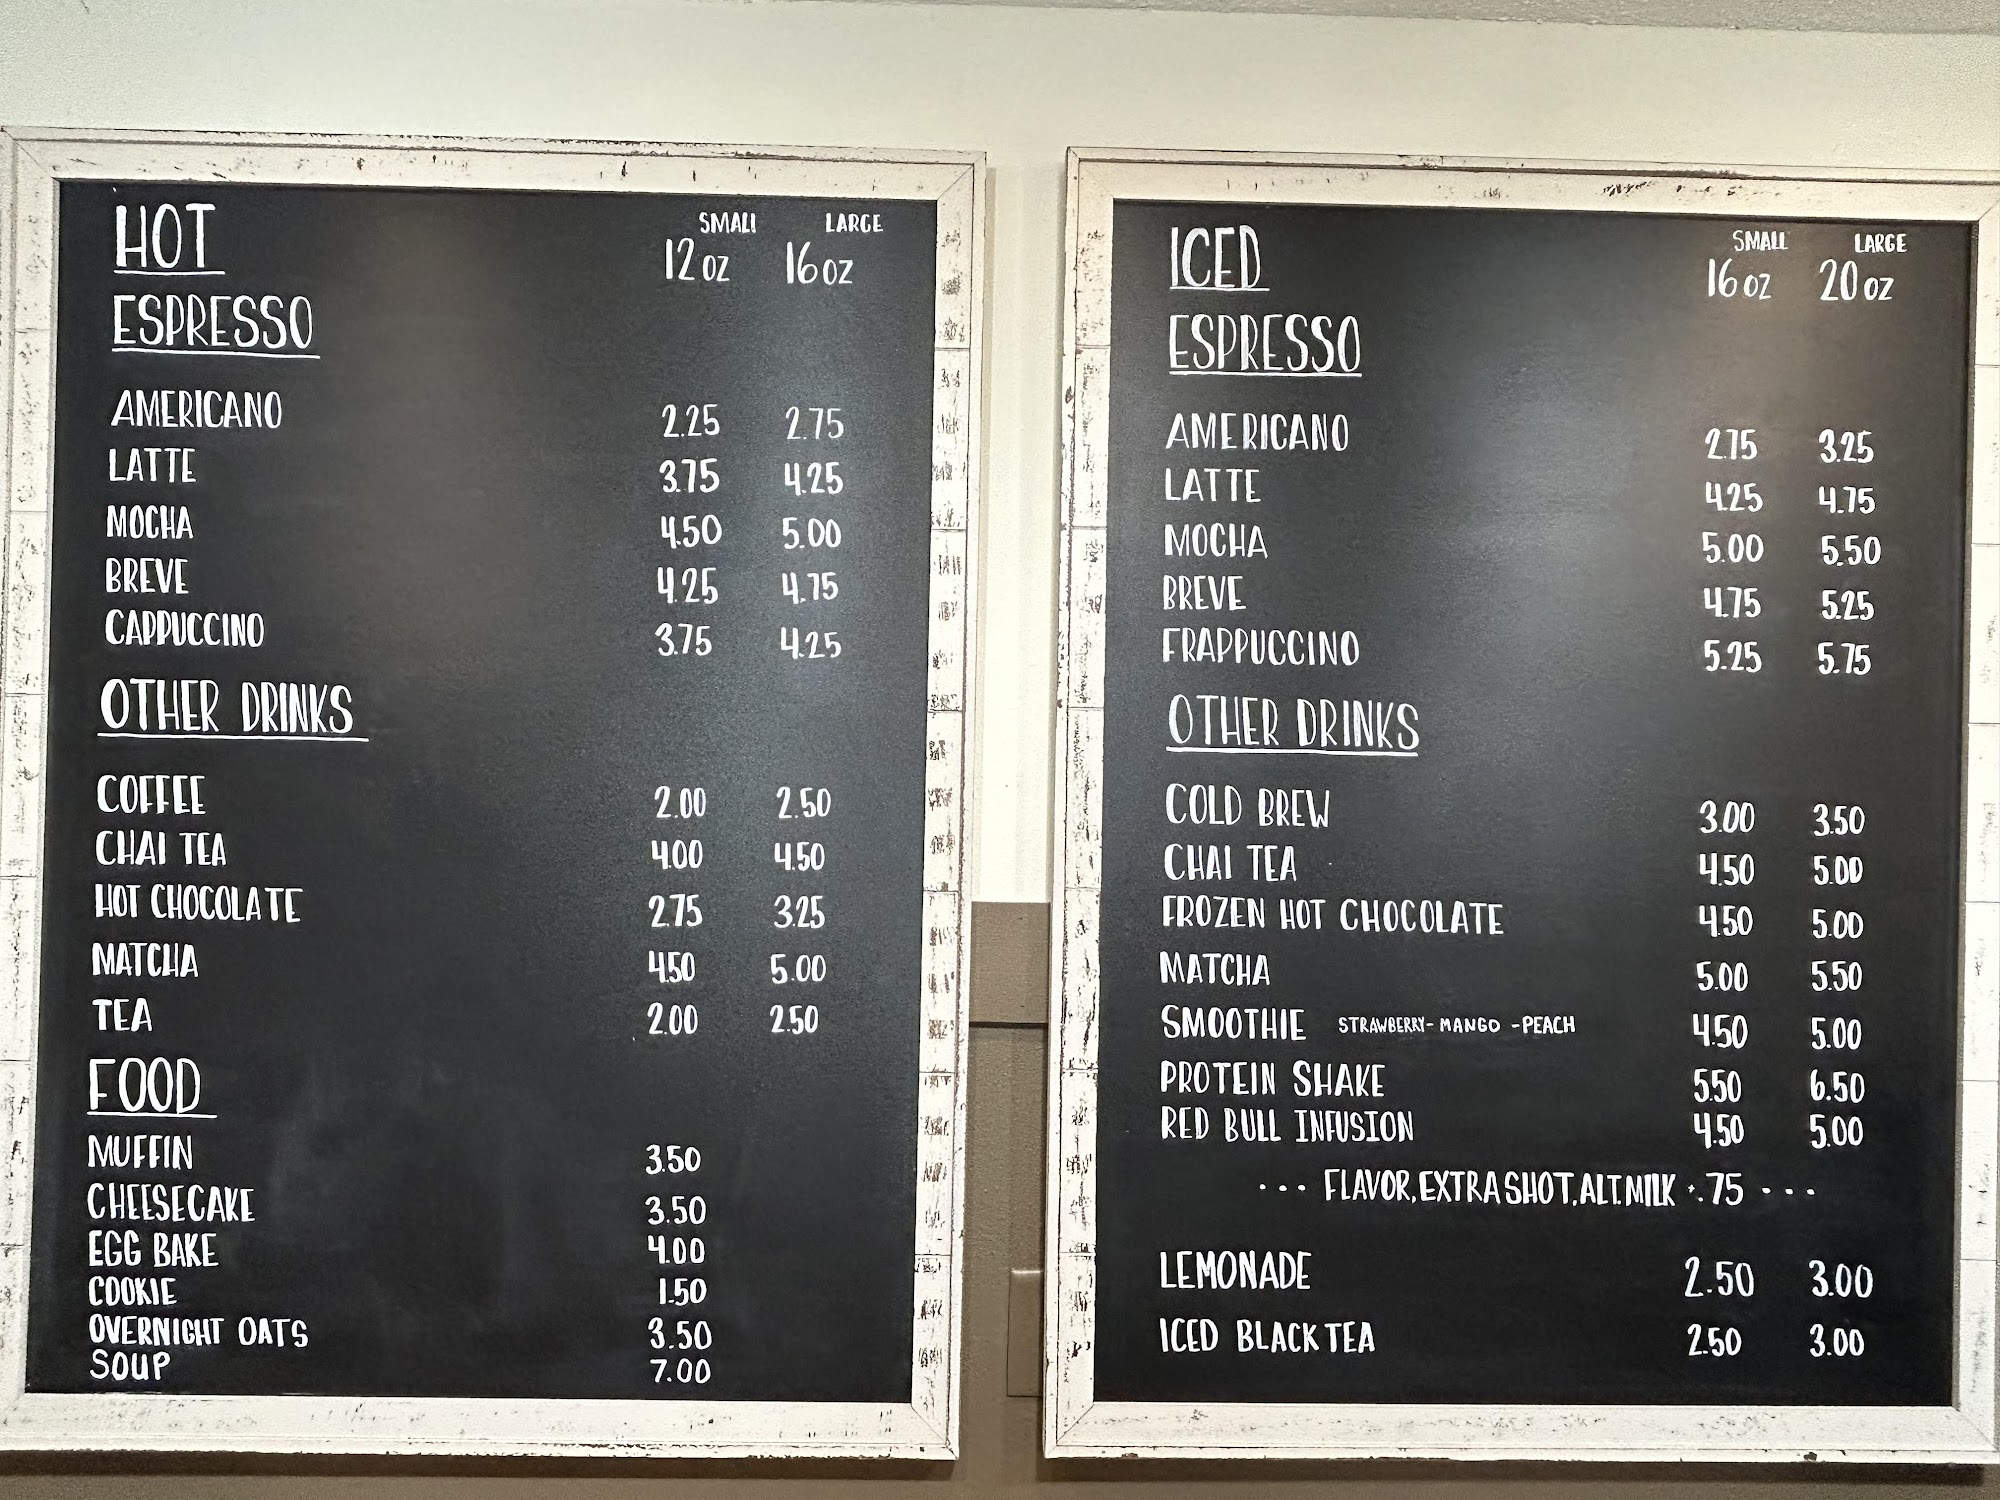 HOT SMALL LARGE
12 oz 16 oz
ESPRESSO
AMERICANO 2.25 2.75
LATTE 3.75 4.25
MOCHA 4.50 5.00
BREVE 4.25 4.75
CAPPUCCINO 3.75 4.25
OTHER DRINKS
COFFEE 2.00 2.50
CHAI TEA 4.00 4.50
HOT CHOCOLATE 2.75 3.25
MATCHA 4.50 5.00
TEA 2.00 2.50
FOOD
MUFFIN 3.50
CHEESECAKE 3.50
EGG BAKE 4.00
COOKIE 1.50
OVERNIGHT OATS 3.50
SOUP 7.00
ICED SMALL LARGE
16 oz 20 oz
ESPRESSO
AMERICANO 2.75 3.25
LATTE 4.25 4.75
MOCHA 5.00 5.50
BREVE 4.75 5.25
FRAPPUCCINO 5.25 5.75
OTHER DRINKS
COLD BREW 3.00 3.50
CHAI TEA 4.50 5.00
FROZEN HOT CHOCOLATE 4.50 5.00
MATCHA 5.00 5.50
SMOOTHIE STRAWBERRY - MANGO - PEACH 4.50 5.00
PROTEIN SHAKE 5.50 6.50
RED BULL INFUSION 4.50 5.00
... FLAVOR, EXTRA SHOT, ALT. MILK +.75 ...
LEMONADE 2.50 3.00
ICED BLACK TEA 2.50 3.00